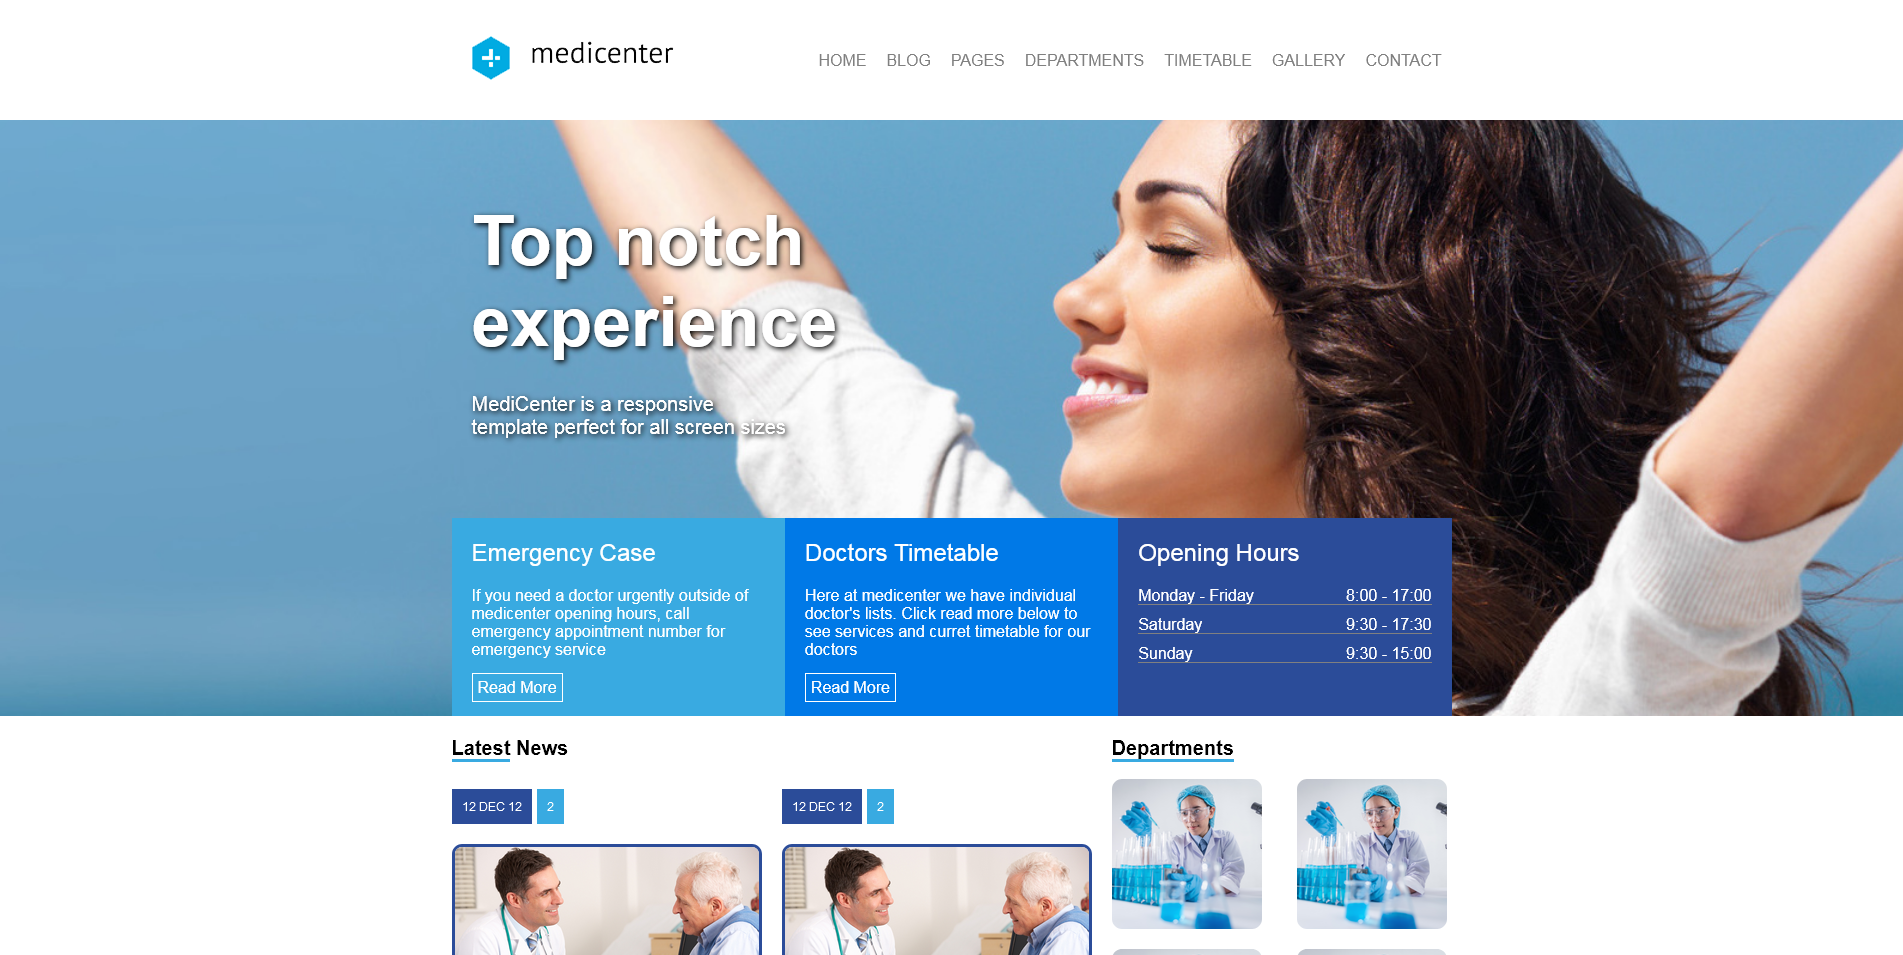 medicenter
HOME BLOG PAGES DEPARTMENTS TIMETABLE GALLERY CONTACT
Top notch
experience
MediCenter is a responsive
template perfect for all screen sizes
Emergency Case
If you need a doctor urgently outside of
medicenter opening hours, call
emergency appointment number for
emergency service
Read More
Doctors Timetable
Here at medicenter we have individual
doctor's lists. Click read more below to
see services and curret timetable for our
doctors
Read More
Opening Hours
Monday - Friday 8:00 - 17:00
Saturday 9:30 - 17:30
Sunday 9:30 - 15:00
Latest News
12 DEC 12 2
12 DEC 12 2
Departments